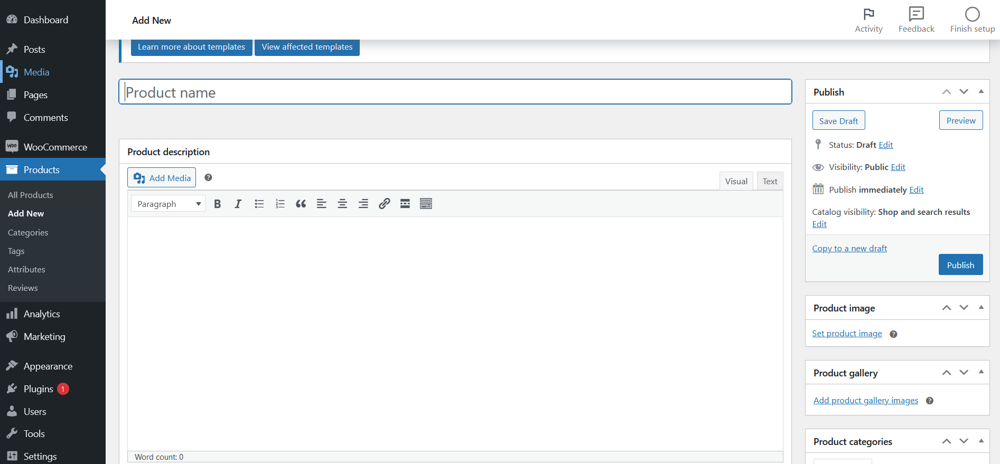 Dashboard
Posts
Media
Pages
Comments
WooCommerce
Products
All Products
Add New
Categories
Tags
Attributes
Reviews
Analytics
Marketing
Appearance
Plugins 1
Users
Tools
Settings
Add New
Activity
Feedback
Finish setup
Learn more about templates
View affected templates
Product name
Product description
Add Media
Visual
Text
Paragraph
Word count: 0
Publish
Save Draft
Preview
Status: Draft Edit
Visibility: Public Edit
Publish immediately Edit
Catalog visibility: Shop and search results
Edit
Copy to a new draft
Publish
Product image
Set product image
Product gallery
Add product gallery images
Product categories